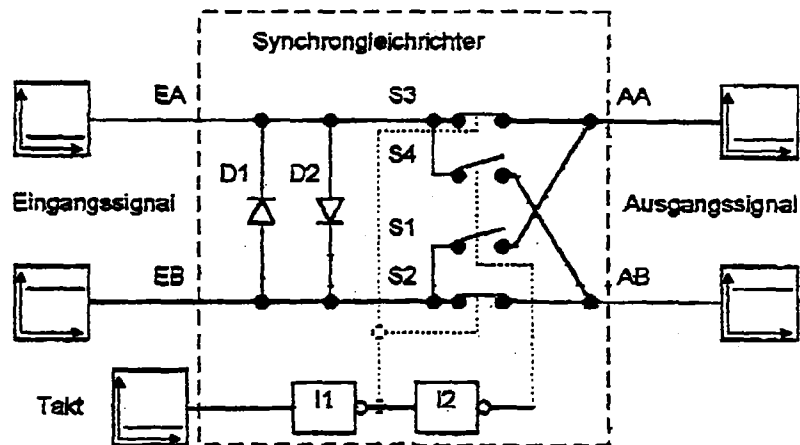 Synchrongleichrichter
EA
S3
AA
S4
D1
D2
Eingangssignal
S1
Ausgangssignal
EB
S2
AB
Takt
I1
I2